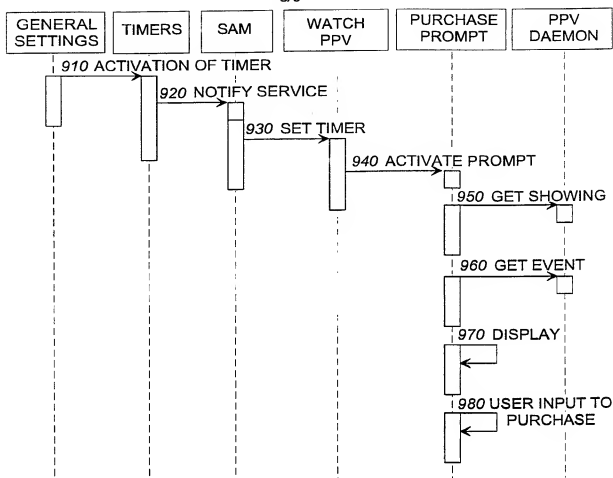 GENERAL SETTINGS
TIMERS
SAM
WATCH PPV
PURCHASE PROMPT
PPV DAEMON
910 ACTIVATION OF TIMER
920 NOTIFY SERVICE
930 SET TIMER
940 ACTIVATE PROMPT
950 GET SHOWING
960 GET EVENT
970 DISPLAY
980 USER INPUT TO
PURCHASE